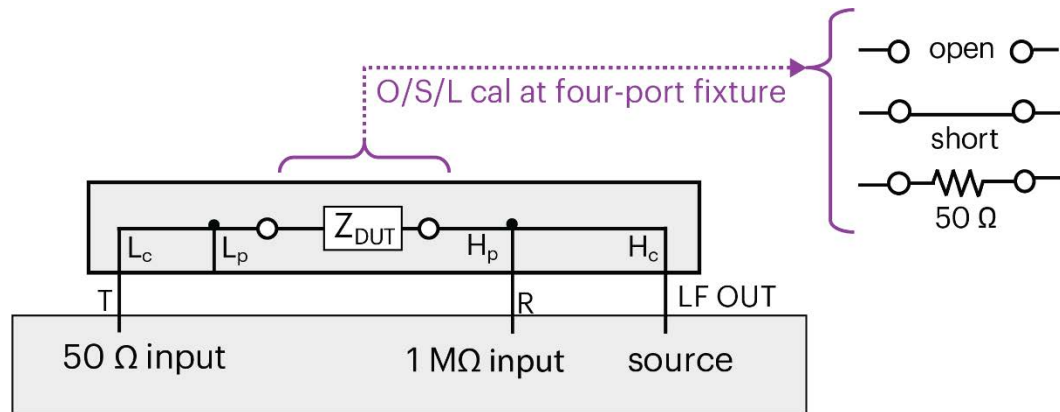 open
O/S/L cal at four-port fixture
short
50 Ω
Z_DUT
L_c L_p H_p H_c
T R LF OUT
50 Ω input 1 MΩ input source